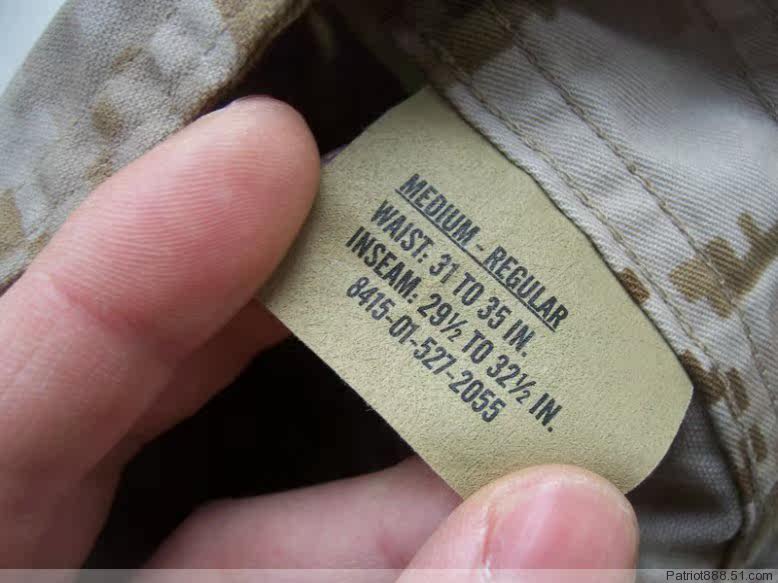 MEDIUM - REGULAR
WAIST: 31 TO 35 IN.
INSEAM: 29½ TO 32½ IN.
8415-01-527-2055
Patriot888.51.com